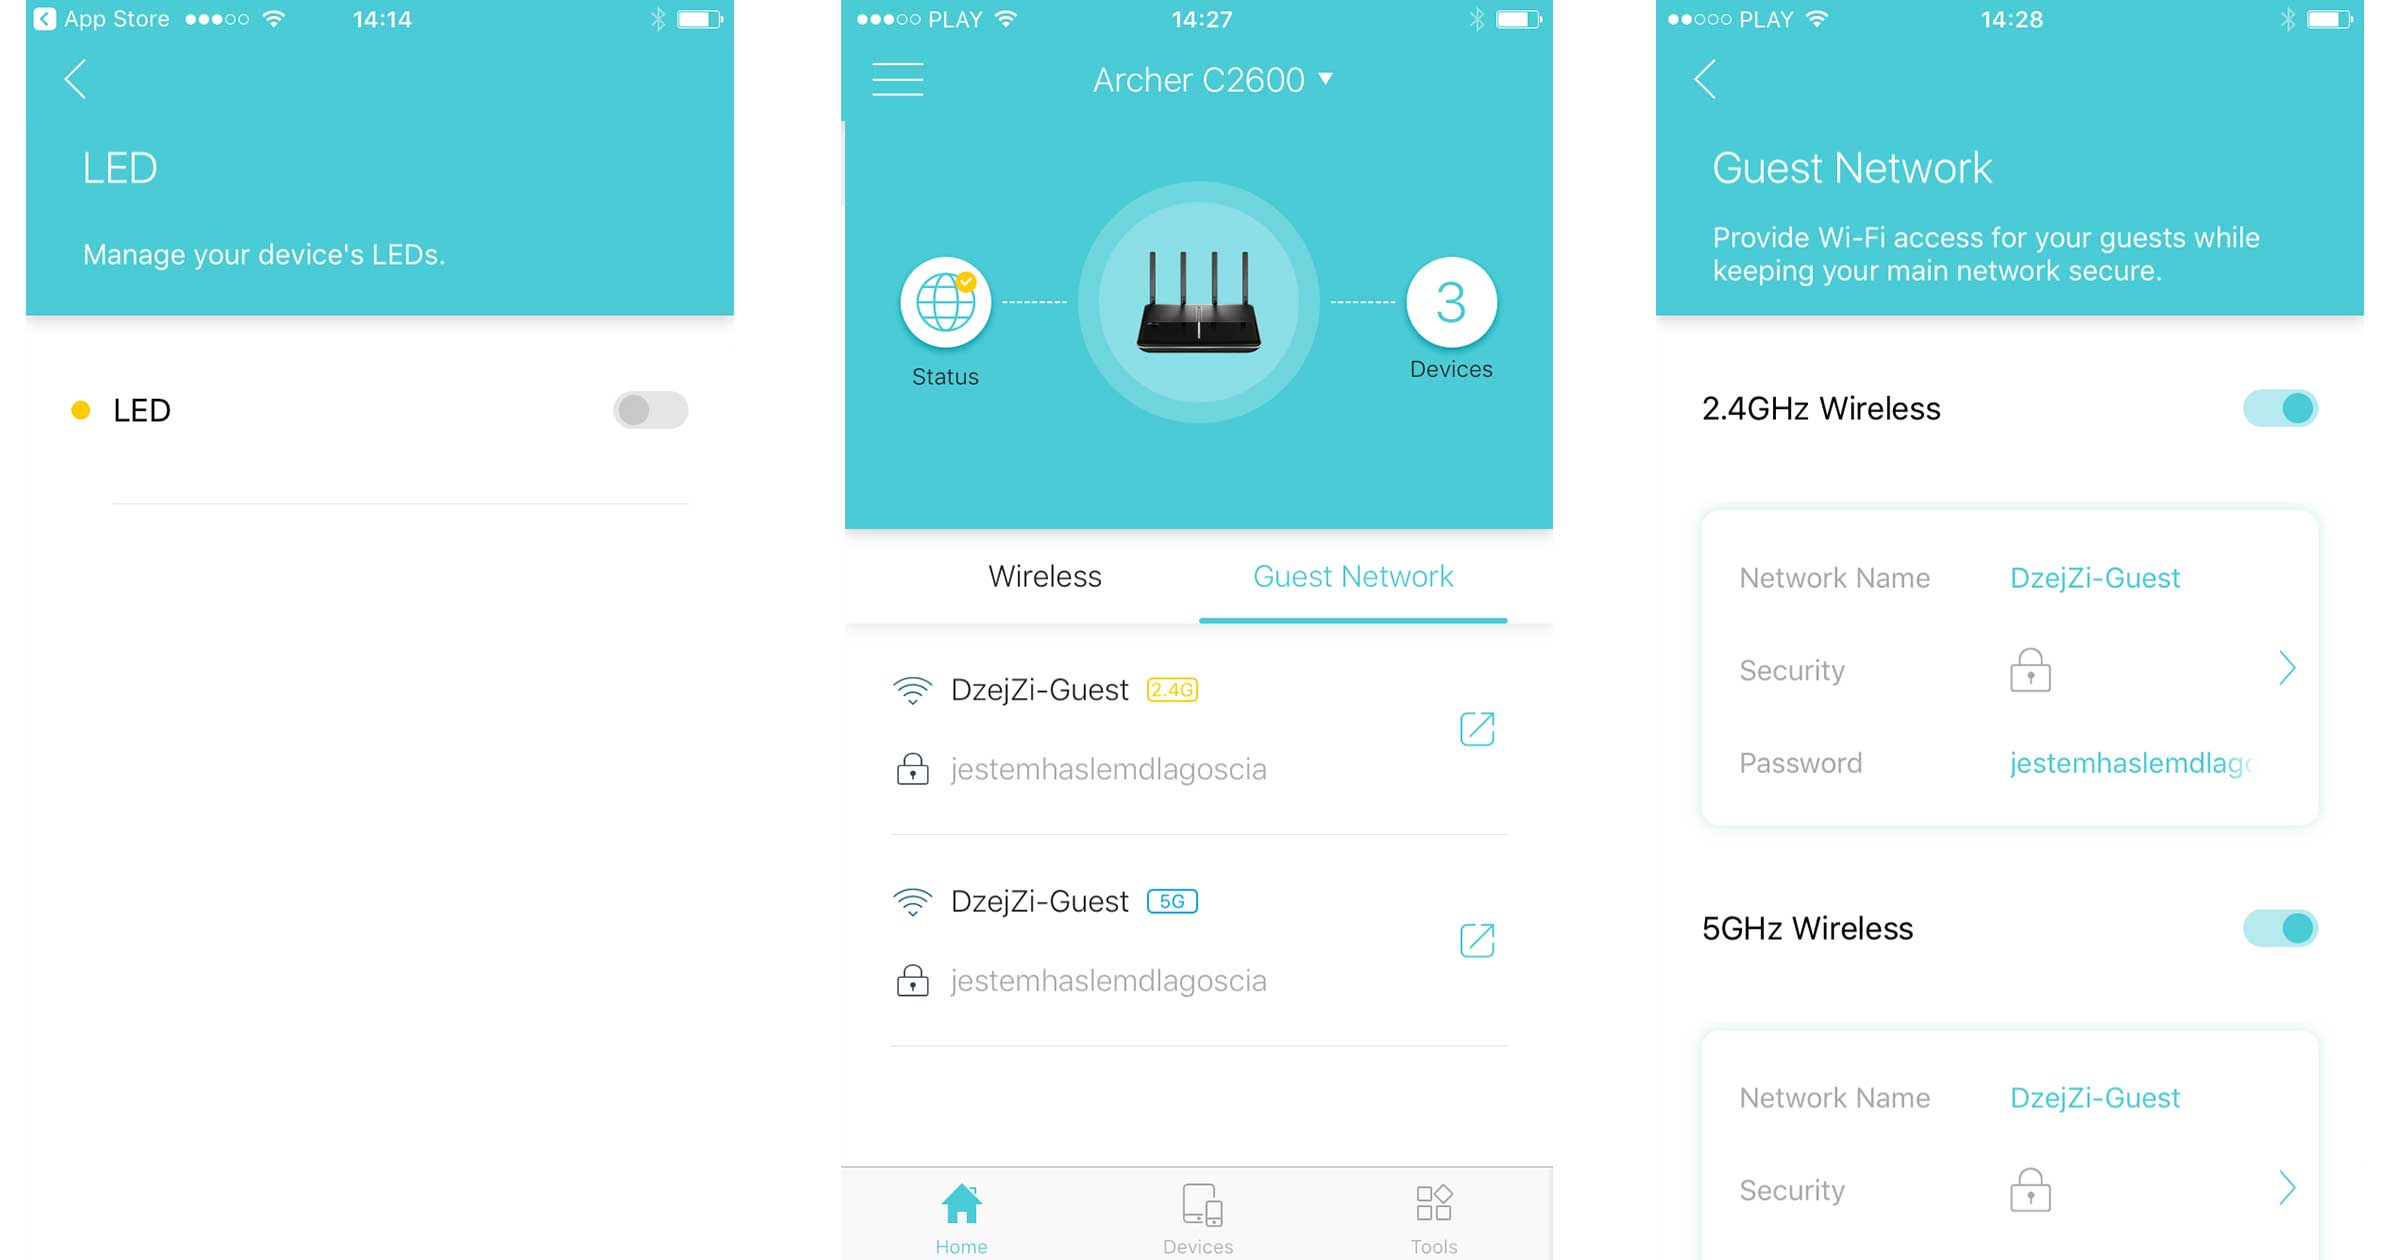 App Store 14:14
LED
Manage your device's LEDs.
LED
PLAY 14:27
Archer C2600
3
Status
Devices
Wireless Guest Network
DzejZi-Guest 2.4G
jestemhaslemdlagoscia
DzejZi-Guest 5G
jestemhaslemdlagoscia
Home Devices Tools
PLAY 14:28
Guest Network
Provide Wi-Fi access for your guests while
keeping your main network secure.
2.4GHz Wireless
Network Name DzejZi-Guest
Security
Password jestemhaslemdlago
5GHz Wireless
Network Name DzejZi-Guest
Security